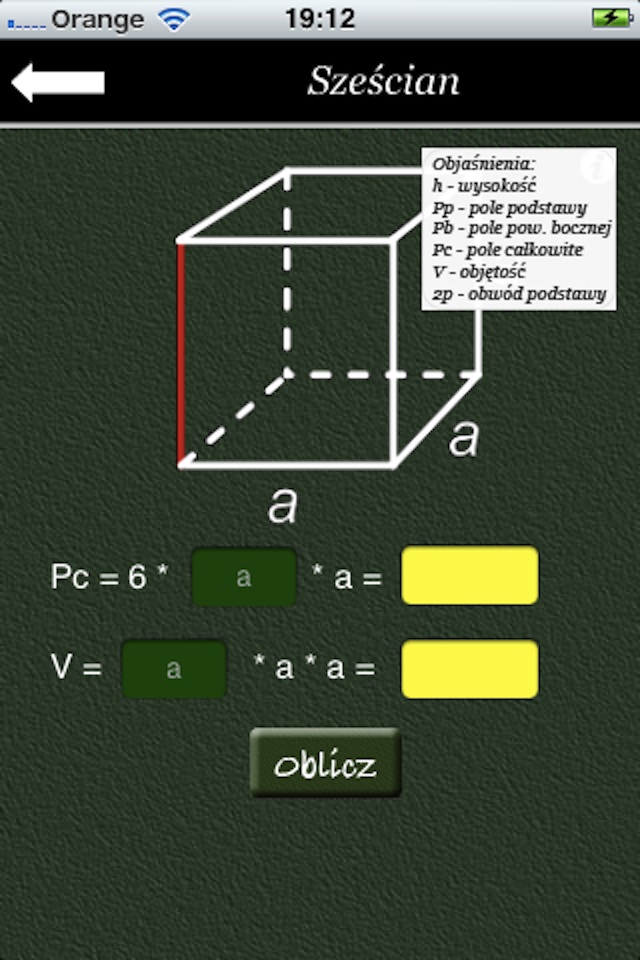 Orange 19:12
Sześcian
Objaśnienia:
h - wysokość
Pp - pole podstawy
Pb - pole pow. bocznej
Pc - pole całkowite
V - objętość
2p - obwód podstawy
a
a
Pc = 6 * a * a =
V = a * a * a =
Oblicz